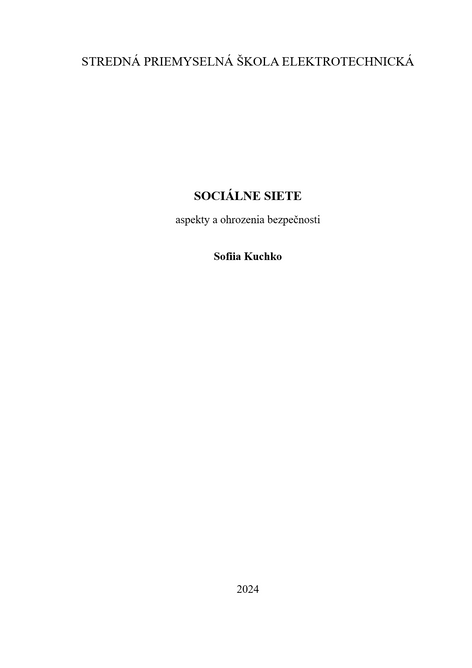 STREDNÁ PRIEMYSELNÁ ŠKOLA ELEKTROTECHNICKÁ
SOCIÁLNE SIETE
aspekty a ohrozenia bezpečnosti
Sofiia Kuchko
2024